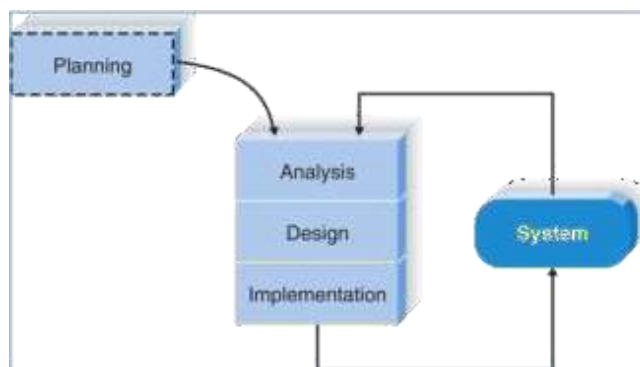 Planning
Analysis
Design
System
Implementation